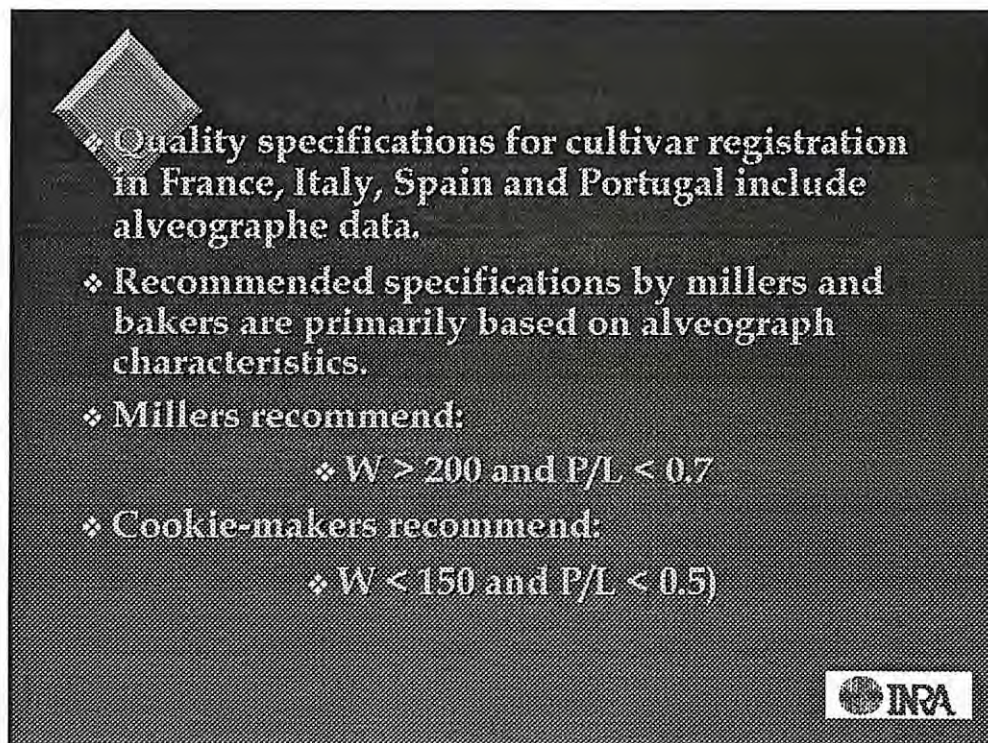 ❖ Quality specifications for cultivar registration
in France, Italy, Spain and Portugal include
alveographe data.
❖ Recommended specifications by millers and
bakers are primarily based on alveograph
characteristics.
❖ Millers recommend:
❖ W > 200 and P/L < 0.7
❖ Cookie-makers recommend:
❖ W < 150 and P/L < 0.5)
INRA